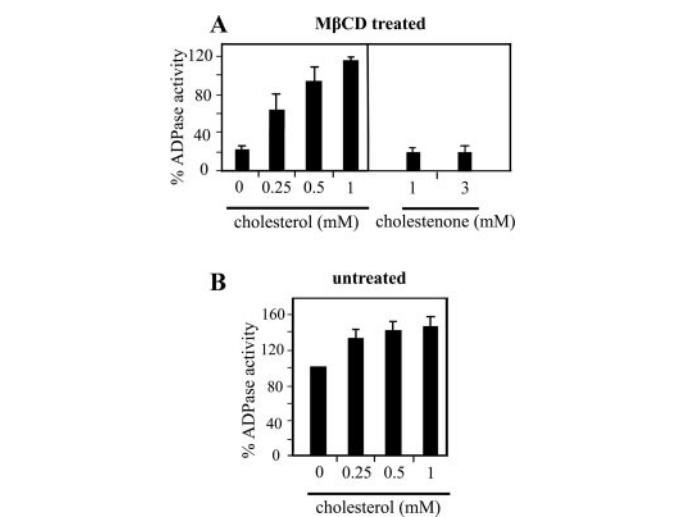 A
MβCD treated
% ADPase activity
120
80
40
0
0 0.25 0.5 1
1 3
cholesterol (mM)
cholestenone (mM)
B
untreated
% ADPase activity
160
120
80
40
0
0 0.25 0.5 1
cholesterol (mM)